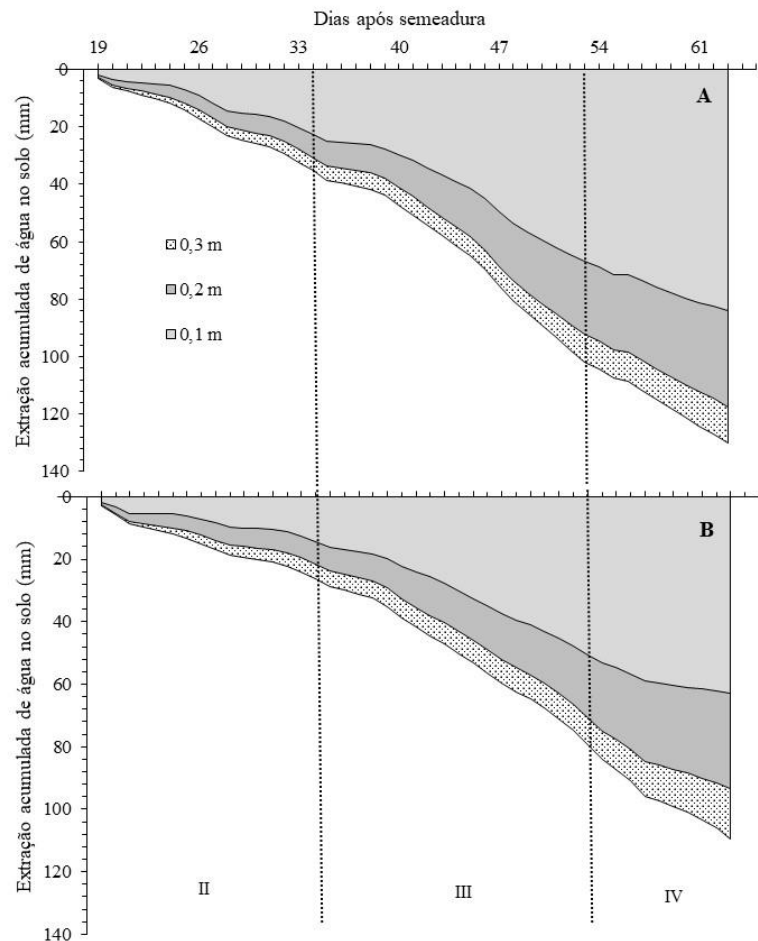 Dias após semeadura
19 26 33 40 47 54 61
Extração acumulada de água no solo (mm)
0
20
40
60
80
100
120
140
A
0,3 m
0,2 m
0,1 m
Extração acumulada de água no solo (mm)
0
20
40
60
80
100
120
140
B
II III IV